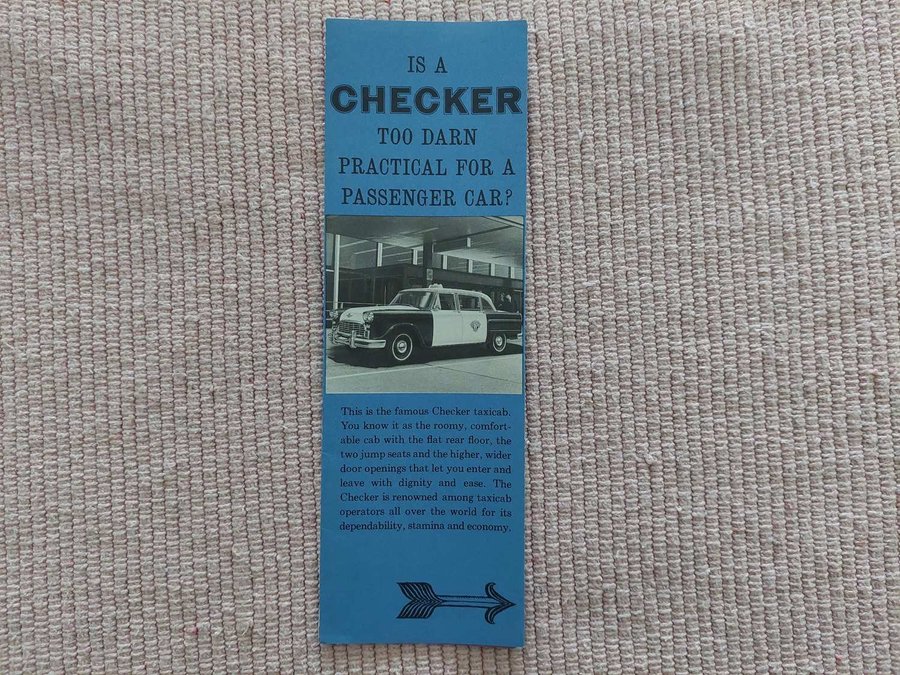 IS A
CHECKER
TOO DARN
PRACTICAL FOR A
PASSENGER CAR?
This is the famous Checker taxicab.
You know it as the roomy, comfort-
able cab with the flat rear floor, the
two jump seats and the higher, wider
door openings that let you enter and
leave with dignity and ease. The
Checker is renowned among taxicab
operators all over the world for its
dependability, stamina and economy.